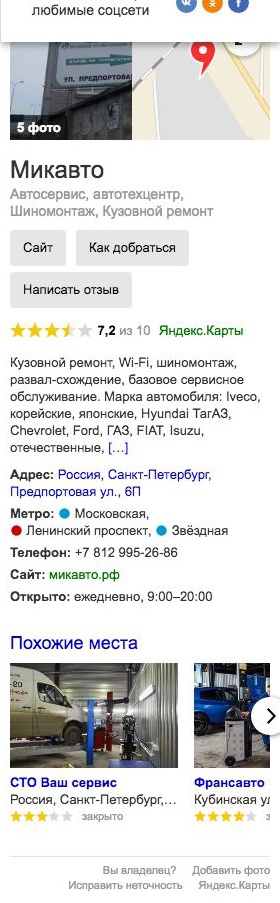 любимые соцсети
УЛ. ПРЕДПОРТОВАЯ
5 фото
Микавто
Автосервис, автотехцентр,
Шиномонтаж, Кузовной ремонт
Сайт
Как добраться
Написать отзыв
7,2 из 10 Яндекс.Карты
Кузовной ремонт, Wi-Fi, шиномонтаж,
развал-схождение, базовое сервисное
обслуживание. Марка автомобиля: Iveco,
корейские, японские, Hyundai ТагАЗ,
Chevrolet, Ford, ГАЗ, FIAT, Isuzu,
отечественные, [...]
Адрес: Россия, Санкт-Петербург,
Предпортовая ул., 6П
Метро: Московская,
Ленинский проспект, Звёздная
Телефон: +7 812 995-26-86
Сайт: микавто.рф
Открыто: ежедневно, 9:00–20:00
Похожие места
СТО Ваш сервис
Россия, Санкт-Петербург,...
закрыто
Франсавто
Кубинская ул
з
Вы владелец? Добавить фото
Исправить неточность Яндекс.Карты